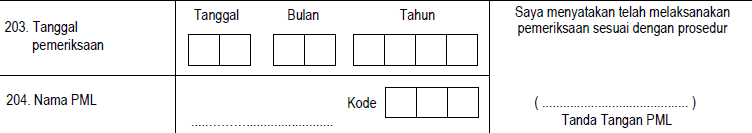 203. Tanggal
pemeriksaan
Tanggal Bulan Tahun
Saya menyatakan telah melaksanakan
pemeriksaan sesuai dengan prosedur
204. Nama PML
Kode
.................................
( .......................................... )
Tanda Tangan PML